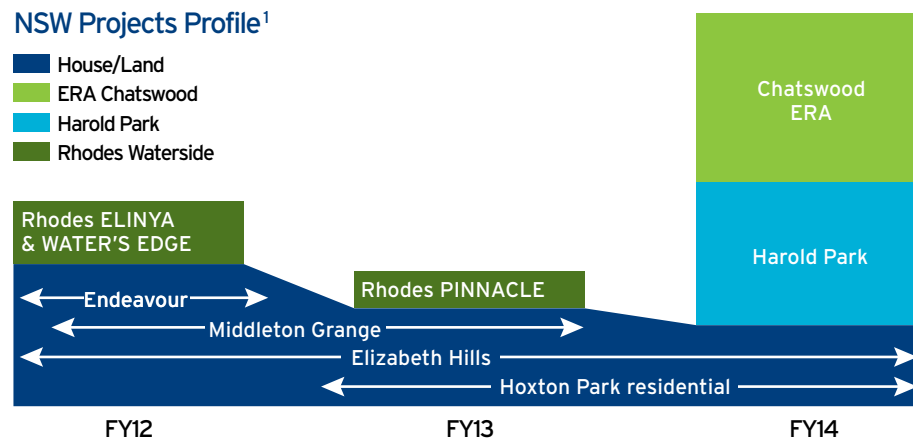 NSW Projects Profile1
House/Land
ERA Chatswood
Harold Park
Rhodes Waterside
Chatswood
ERA
Rhodes ELINYA
& WATER'S EDGE
Harold Park
Rhodes PINNACLE
Endeavour
Middleton Grange
Elizabeth Hills
Hoxton Park residential
FY12
FY13
FY14